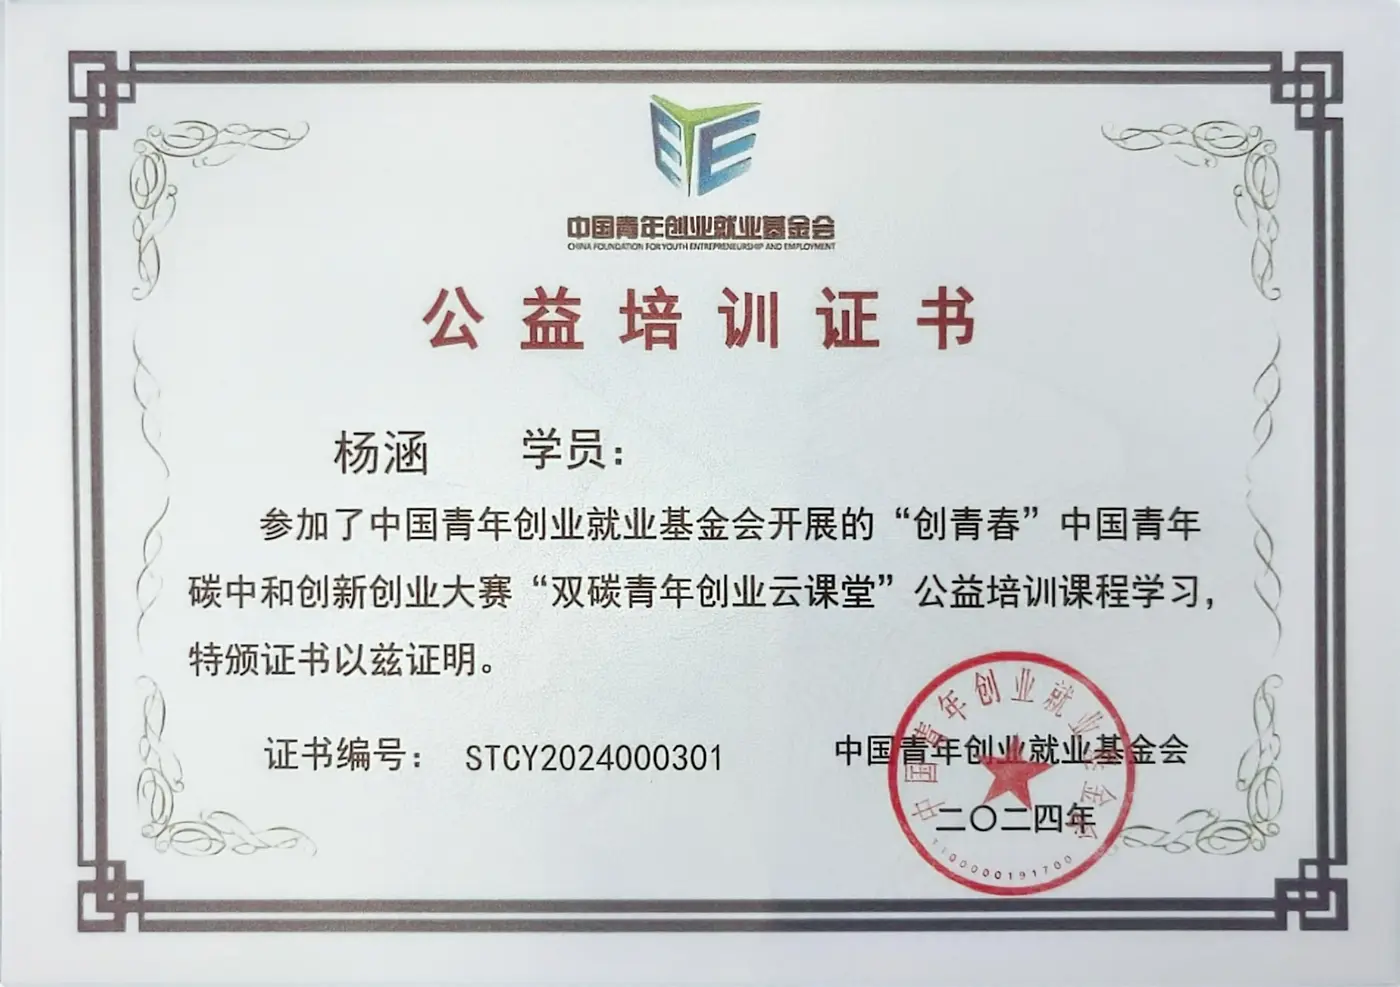 中国青年创业就业基金会
CHINA FOUNDATION FOR YOUTH ENTREPRENEURSHIP AND EMPLOYMENT
公益培训证书
杨涵 学员：
参加了中国青年创业就业基金会开展的“创青春”中国青年
碳中和创新创业大赛“双碳青年创业云课堂”公益培训课程学习，
特颁证书以兹证明。
证书编号： STCY2024000301
中国青年创业就业基金会
二〇二四年
中国青年创业就业基金会
1100000191700